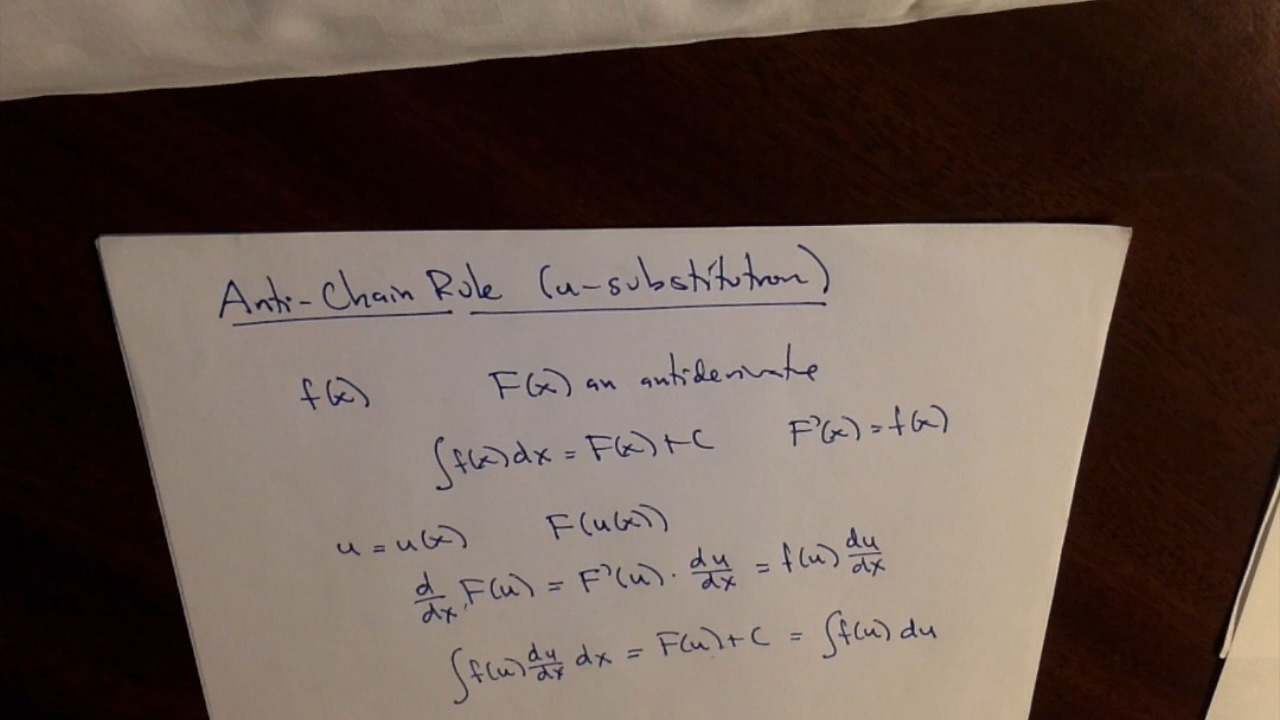 Anti-Chain Rule (u-substitution)
f(x) F(x) an antiderivative
∫f(x)dx = F(x)+C F'(x) = f(x)
u = u(x) F(u(x))
d/dx F(u) = F'(u) · du/dx = f(u) du/dx
∫f(u) du/dx dx = F(u)+C = ∫f(u) du